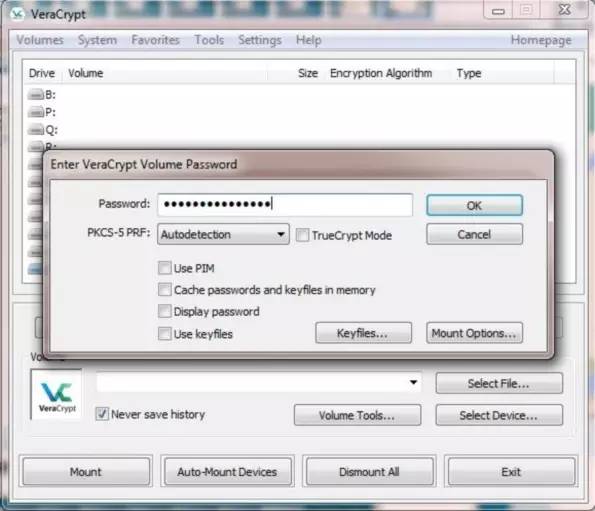 VeraCrypt
Volumes System Favorites Tools Settings Help Homepage
Drive Volume Size Encryption Algorithm Type
B:
P:
Q:
Enter VeraCrypt Volume Password
Password: •••••••••••••••
OK
PKCS-5 PRF: Autodetection TrueCrypt Mode Cancel
Use PIM
Cache passwords and keyfiles in memory
Display password
Use keyfiles Keyfiles... Mount Options...
Select File...
VeraCrypt
Never save history Volume Tools... Select Device...
Mount Auto-Mount Devices Dismount All Exit